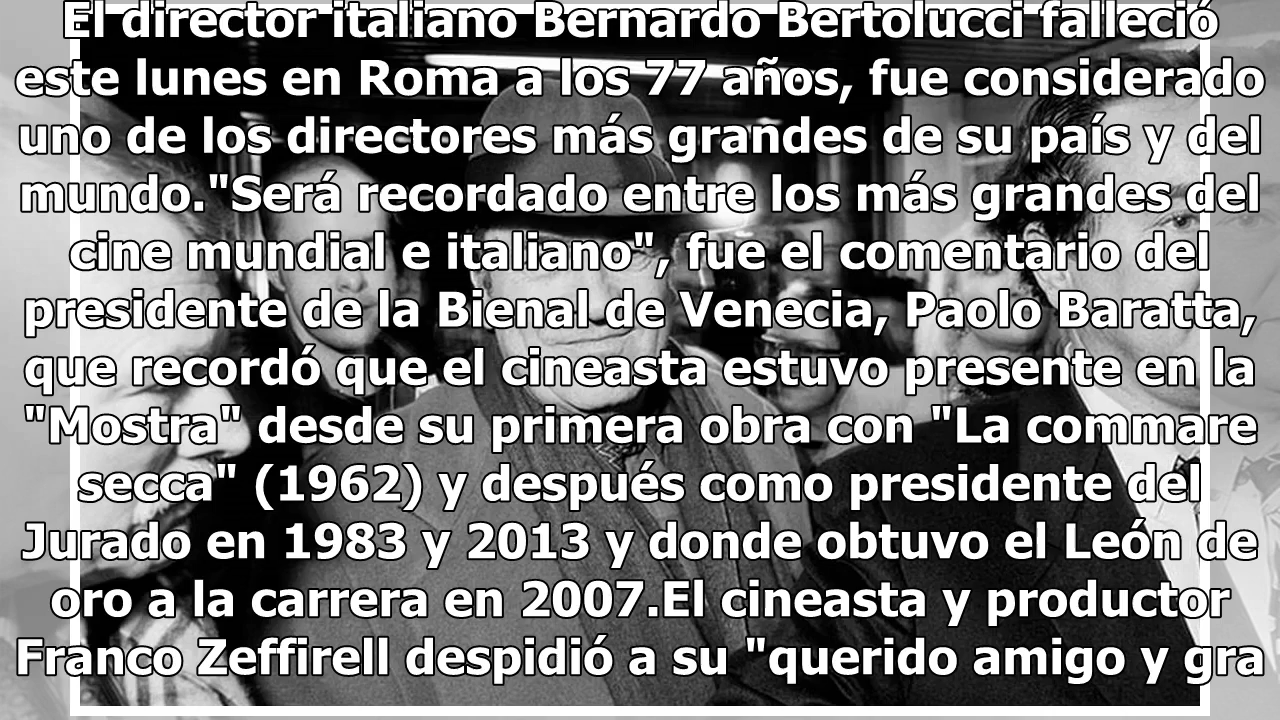 El director italiano Bernardo Bertolucci falleció
este lunes en Roma a los 77 años, fue considerado
uno de los directores más grandes de su país y del
mundo."Será recordado entre los más grandes del
cine mundial e italiano", fue el comentario del
presidente de la Bienal de Venecia, Paolo Baratta,
que recordó que el cineasta estuvo presente en la
"Mostra" desde su primera obra con "La commare
secca" (1962) y después como presidente del
Jurado en 1983 y 2013 y donde obtuvo el León de
oro a la carrera en 2007.El cineasta y productor
Franco Zeffirell despidió a su "querido amigo y gra